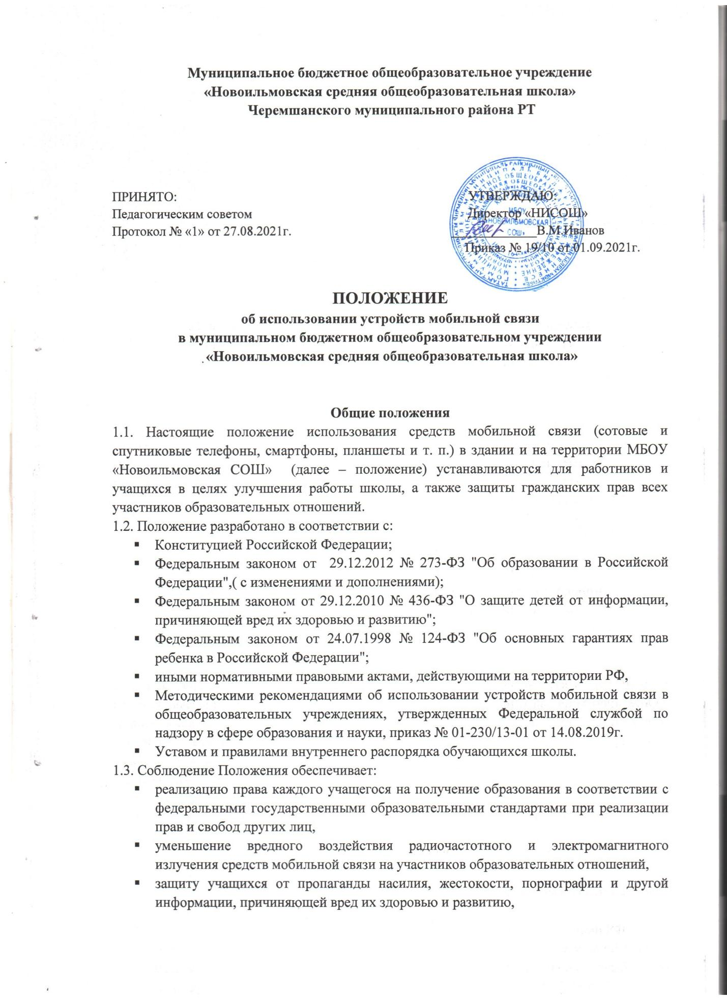 Муниципальное бюджетное общеобразовательное учреждение
«Новоильмовская средняя общеобразовательная школа»
Черемшанского муниципального района РТ
ПРИНЯТО:
Педагогическим советом
Протокол № «1» от 27.08.2021г.
УТВЕРЖДАЮ:
Директор «НИСОШ»
В.М.Иванов
Приказ № 19/10 от 01.09.2021г.
МБОУ
«НОВОИЛЬМОВСКАЯ
СОШ»
ПОЛОЖЕНИЕ
об использовании устройств мобильной связи
в муниципальном бюджетном общеобразовательном учреждении
«Новоильмовская средняя общеобразовательная школа»
Общие положения
1.1. Настоящие положение использования средств мобильной связи (сотовые и
спутниковые телефоны, смартфоны, планшеты и т. п.) в здании и на территории МБОУ
«Новоильмовская СОШ» (далее – положение) устанавливаются для работников и
учащихся в целях улучшения работы школы, а также защиты гражданских прав всех
участников образовательных отношений.
1.2. Положение разработано в соответствии с:
▪ Конституцией Российской Федерации;
▪ Федеральным законом от 29.12.2012 № 273-ФЗ "Об образовании в Российской
Федерации",( с изменениями и дополнениями);
▪ Федеральным законом от 29.12.2010 № 436-ФЗ "О защите детей от информации,
причиняющей вред их здоровью и развитию";
▪ Федеральным законом от 24.07.1998 № 124-ФЗ "Об основных гарантиях прав
ребенка в Российской Федерации";
▪ иными нормативными правовыми актами, действующими на территории РФ,
▪ Методическими рекомендациями об использовании устройств мобильной связи в
общеобразовательных учреждениях, утвержденных Федеральной службой по
надзору в сфере образования и науки, приказ № 01-230/13-01 от 14.08.2019г.
▪ Уставом и правилами внутреннего распорядка обучающихся школы.
1.3. Соблюдение Положения обеспечивает:
▪ реализацию права каждого учащегося на получение образования в соответствии с
федеральными государственными образовательными стандартами при реализации
прав и свобод других лиц,
▪ уменьшение вредного воздействия радиочастотного и электромагнитного
излучения средств мобильной связи на участников образовательных отношений,
▪ защиту учащихся от пропаганды насилия, жестокости, порнографии и другой
информации, причиняющей вред их здоровью и развитию,